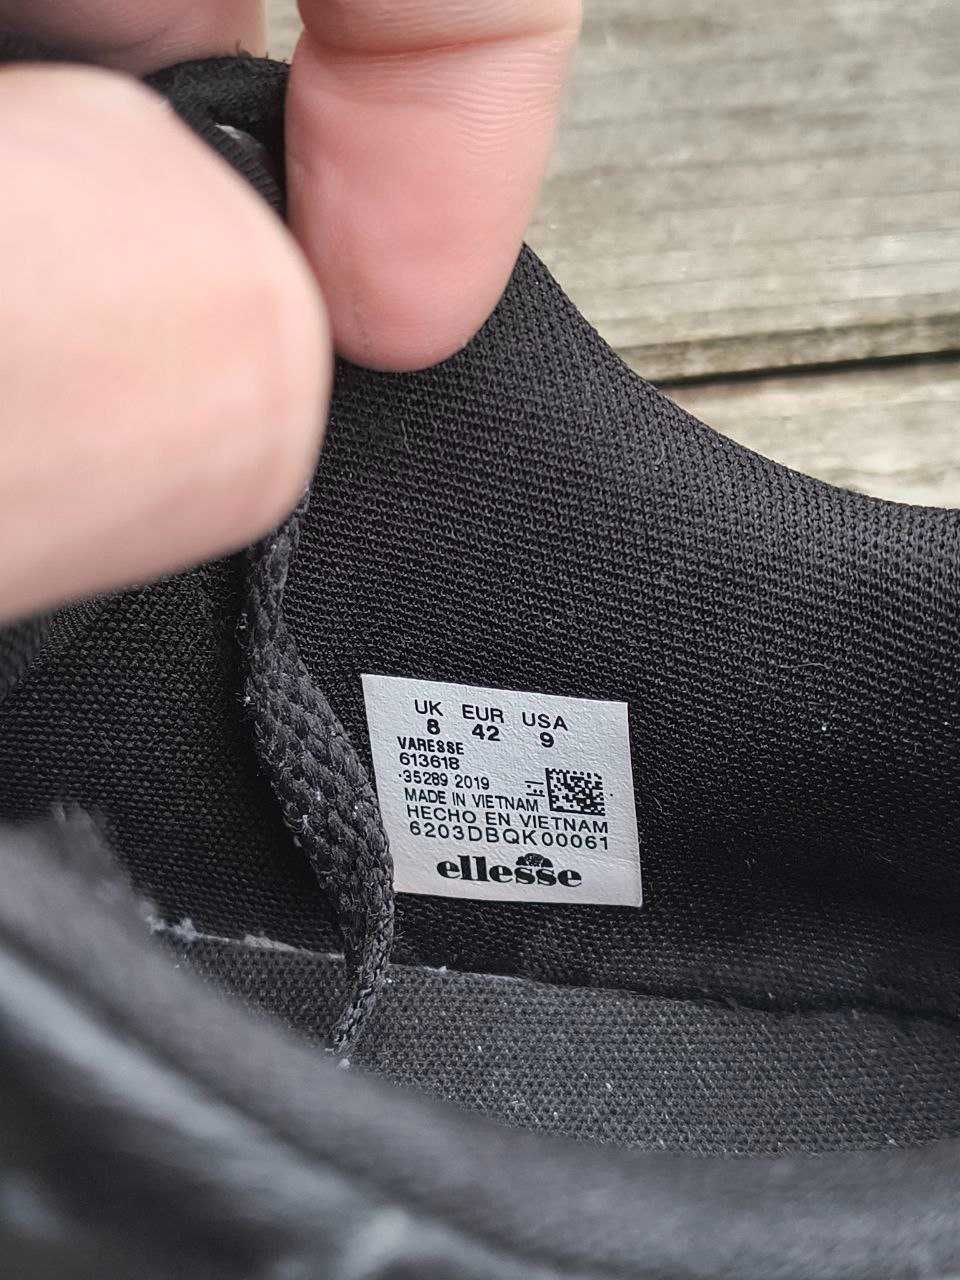 UK EUR USA
8 42 9
VARESSE
613618
35289 2019
MADE IN VIETNAM
HECHO EN VIETNAM
6203DBQK00061
ellesse